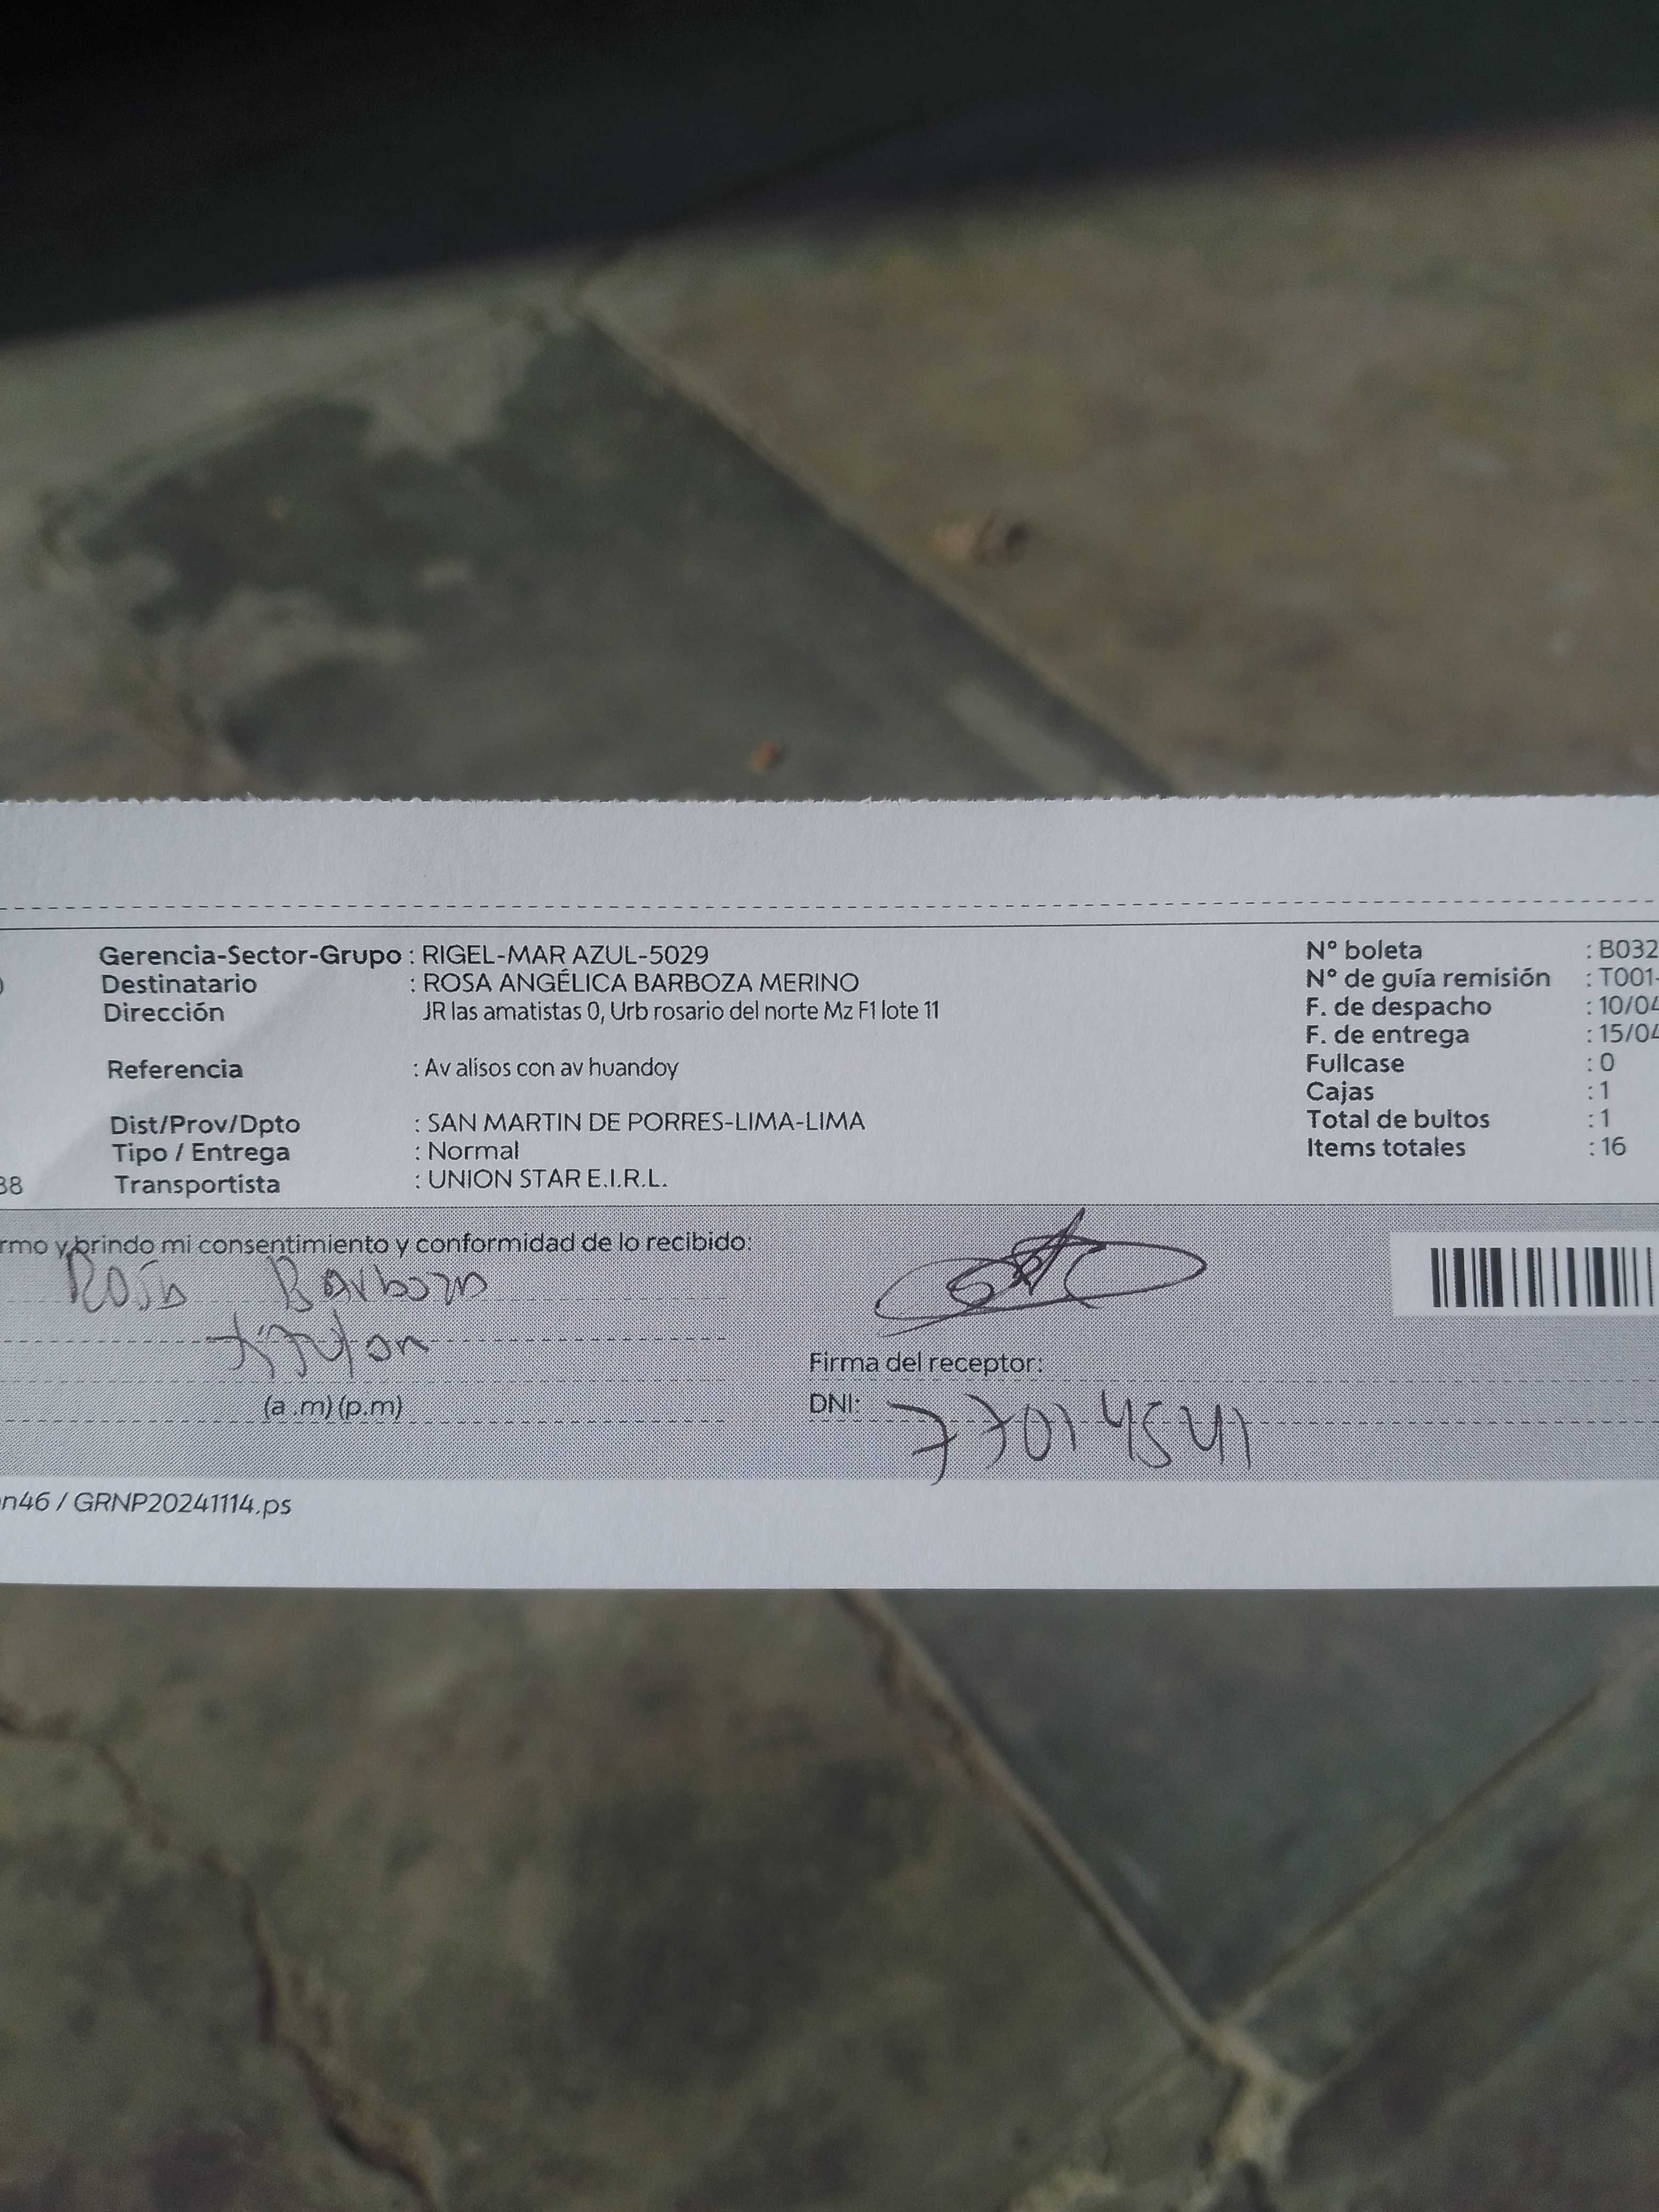 Gerencia-Sector-Grupo : RIGEL-MAR AZUL-5029
Destinatario : ROSA ANGÉLICA BARBOZA MERINO
Dirección JR las amatistas 0, Urb rosario del norte Mz F1 lote 11
Referencia : Av alisos con av huandoy
Dist/Prov/Dpto : SAN MARTIN DE PORRES-LIMA-LIMA
Tipo / Entrega : Normal
38 Transportista : UNION STAR E.I.R.L.
Nº boleta : B032
Nº de guía remisión : T001-
F. de despacho : 10/04
F. de entrega : 15/04
Fullcase : 0
Cajas : 1
Total de bultos : 1
Items totales : 16
rmo y brindo mi consentimiento y conformidad de lo recibido:
Rosa Barboza
(a .m) (p.m)
Firma del receptor:
DNI: 77014541
n46 / GRNP20241114.ps